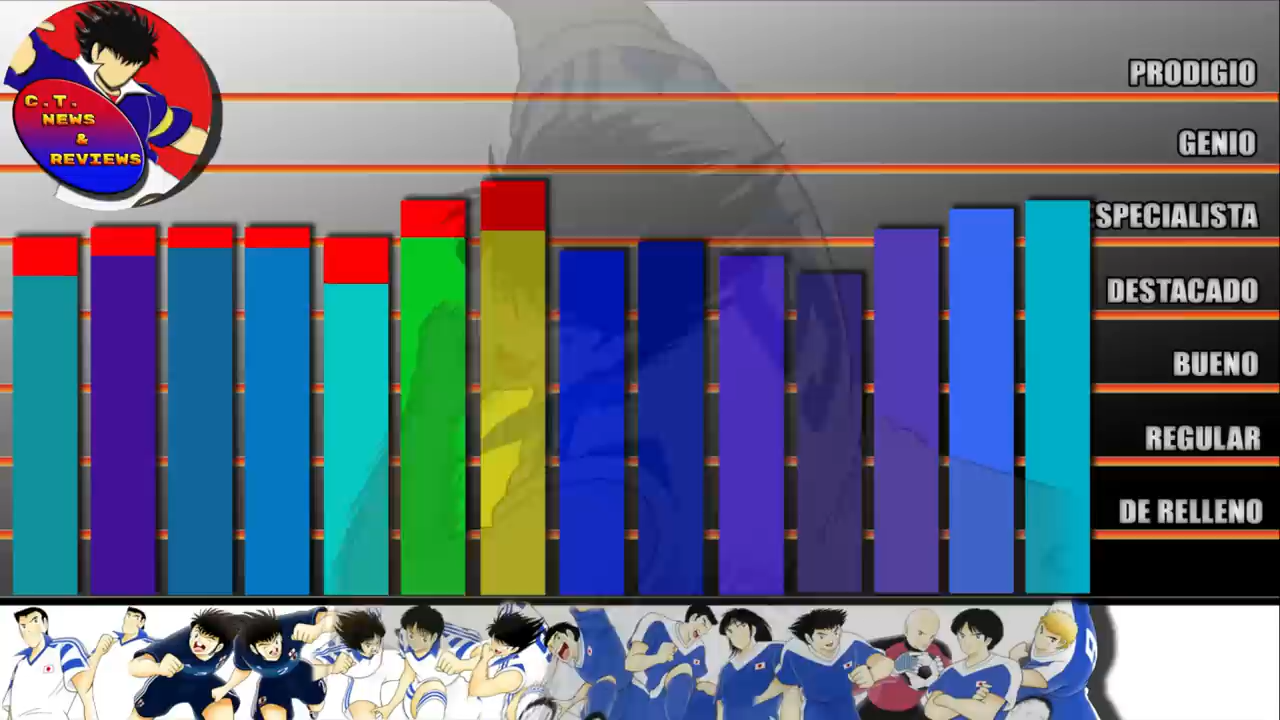 C.T.
NEWS
&
REVIEWS
PRODIGIO
GENIO
SPECIALISTA
DESTACADO
BUENO
REGULAR
DE RELLENO